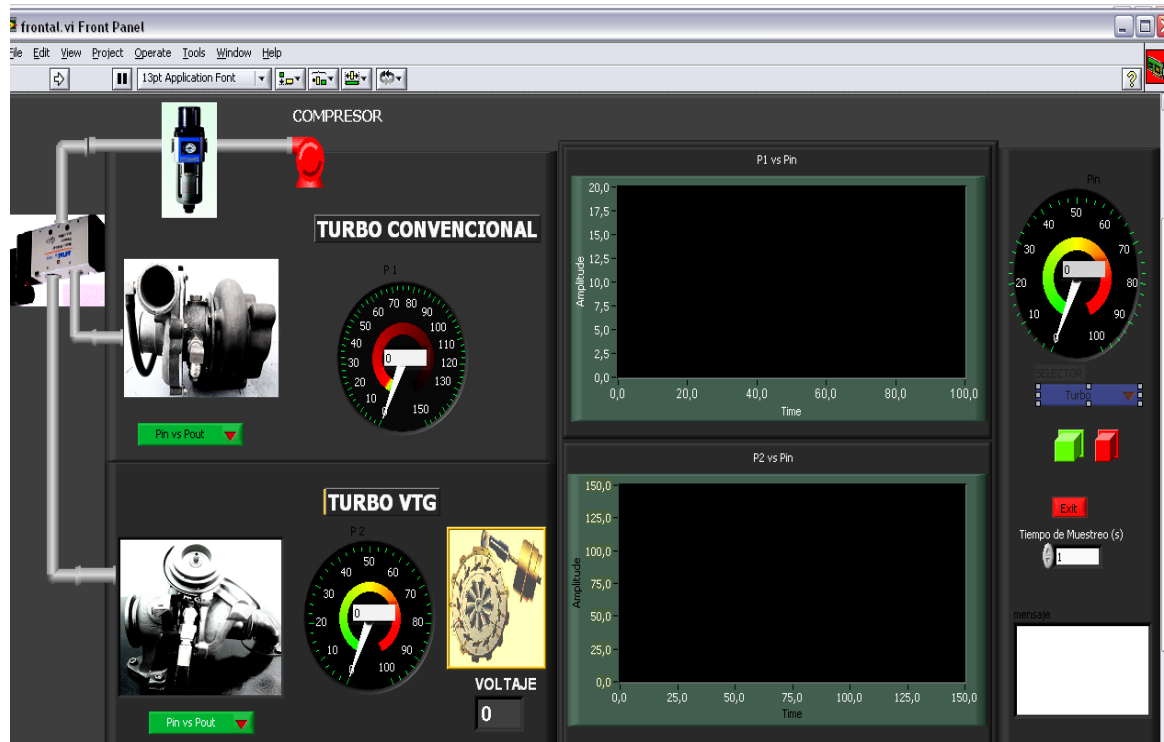 frontal.vi Front Panel
File Edit View Project Operate Tools Window Help
13pt Application Font
?
COMPRESOR
TURBO CONVENCIONAL
P 1
0 10 20 30 40 50 60 70 80 90 100 110 120 130 150
0
Pin vs Pout
TURBO VTG
P 2
0 10 20 30 40 50 60 70 80 90 100
0
VOLTAJE
0
Pin vs Pout
P1 vs Pin
Amplitude
20,0
17,5
15,0
12,5
10,0
7,5
5,0
2,5
0,0
0,0 20,0 40,0 60,0 80,0 100,0
Time
P2 vs Pin
Amplitude
150,0
125,0
100,0
75,0
50,0
25,0
0,0
0,0 25,0 50,0 75,0 100,0 125,0 150,0
Time
Pin
0 10 20 30 40 50 60 70 80 90 100
0
SELECTOR
Turbo
Exit
Tiempo de Muestreo (s)
1
mensaje